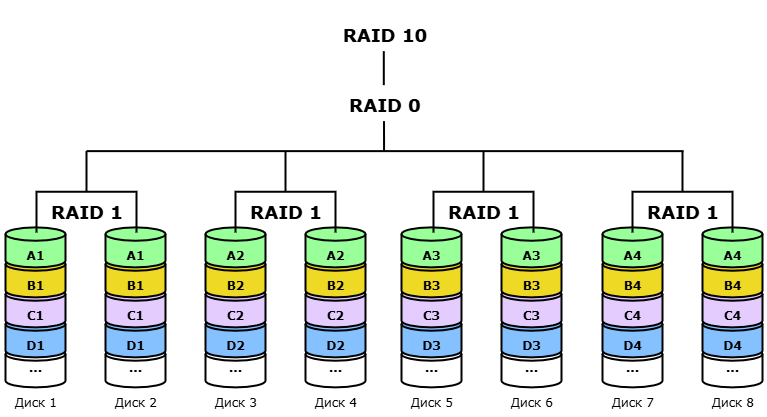 RAID 10
RAID 0
RAID 1 RAID 1 RAID 1 RAID 1
A1 A1 A2 A2 A3 A3 A4 A4
B1 B1 B2 B2 B3 B3 B4 B4
C1 C1 C2 C2 C3 C3 C4 C4
D1 D1 D2 D2 D3 D3 D4 D4
... ... ... ... ... ... ... ...
Диск 1 Диск 2 Диск 3 Диск 4 Диск 5 Диск 6 Диск 7 Диск 8